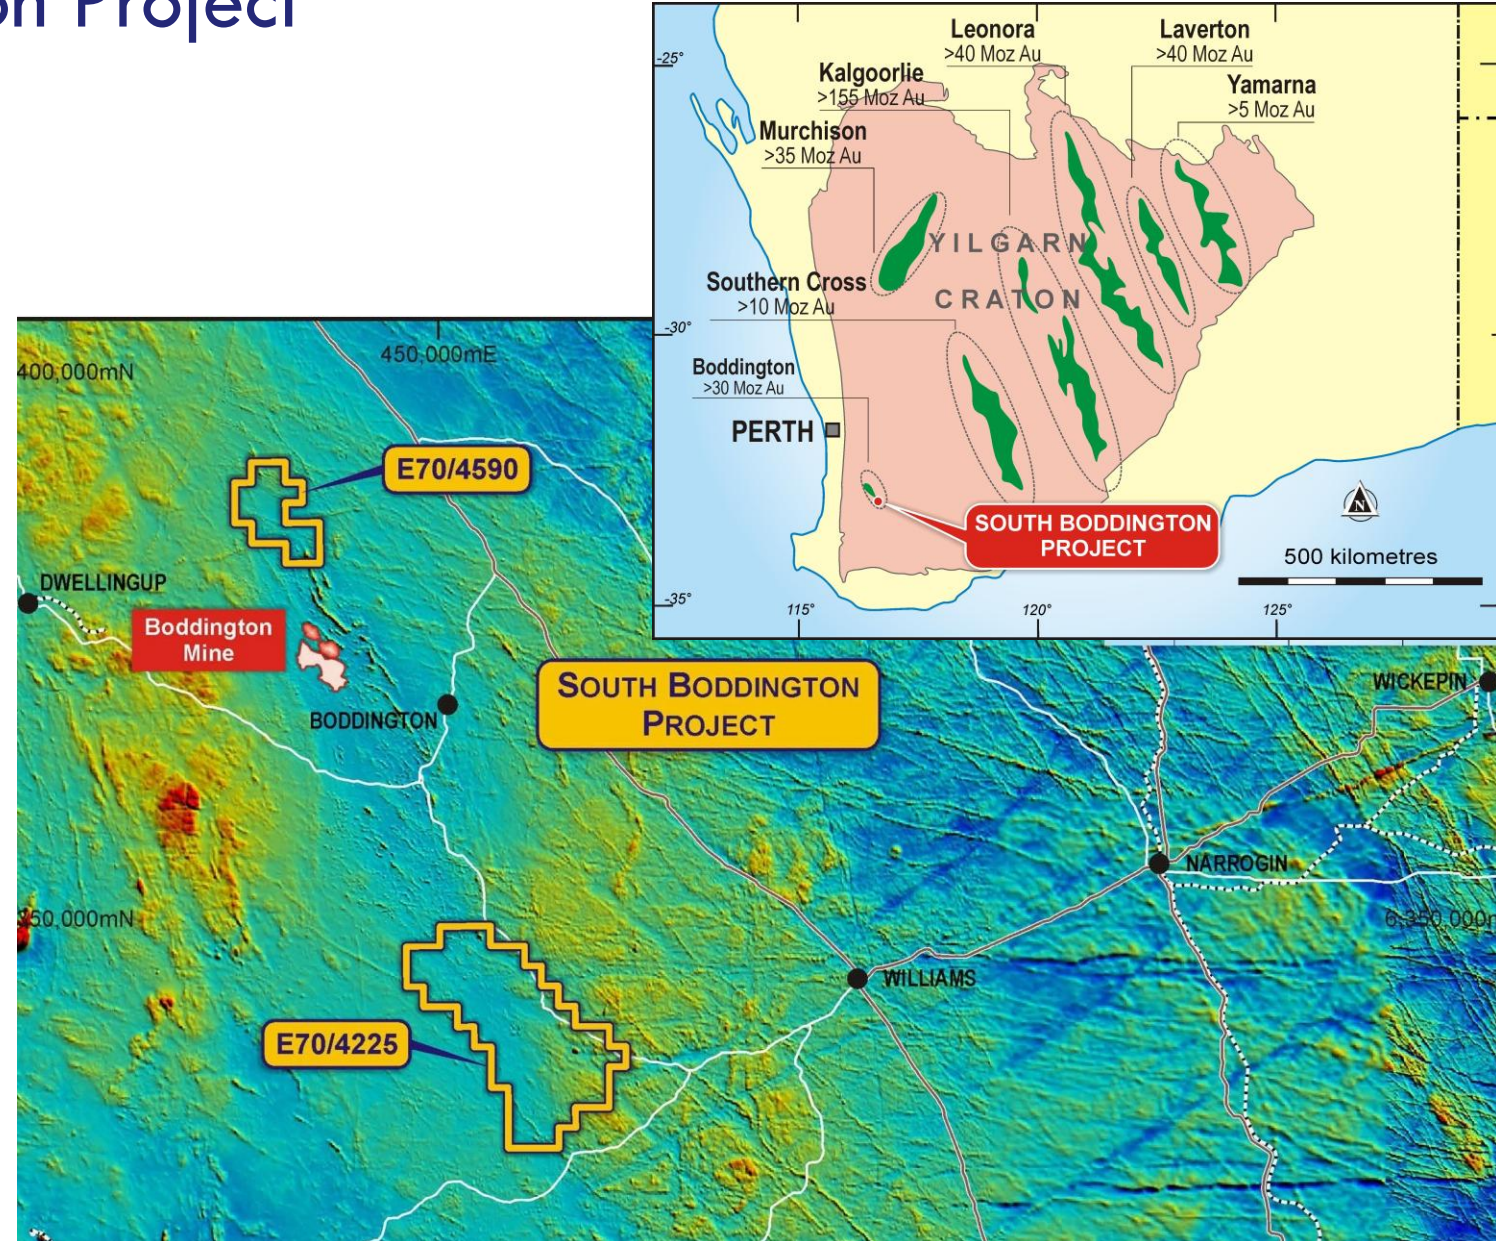 on Project
Leonora
>40 Moz Au
Laverton
>40 Moz Au
Kalgoorlie
>155 Moz Au
Yamarna
>5 Moz Au
Murchison
>35 Moz Au
YILGARN
CRATON
Southern Cross
>10 Moz Au
Boddington
>30 Moz Au
PERTH
SOUTH BODDINGTON
PROJECT
N
500 kilometres
-25°
-30°
-35°
115°
120°
125°
450,000mE
400,000mN
E70/4590
DWELLINGUP
Boddington
Mine
BODDINGTON
SOUTH BODDINGTON
PROJECT
WICKEPIN
NARROGIN
50,000mN
6,350,000m
WILLIAMS
E70/4225